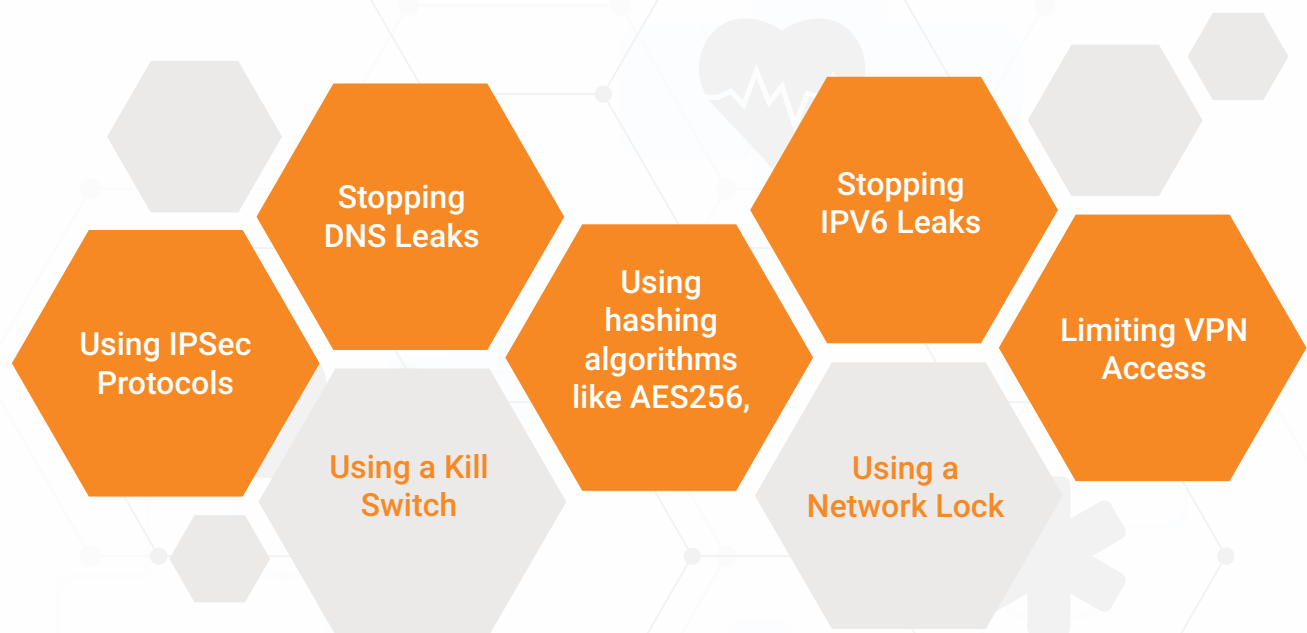 Using IPSec
Protocols
Stopping
DNS Leaks
Using a Kill
Switch
Using
hashing
algorithms
like AES256,
Stopping
IPV6 Leaks
Using a
Network Lock
Limiting VPN
Access